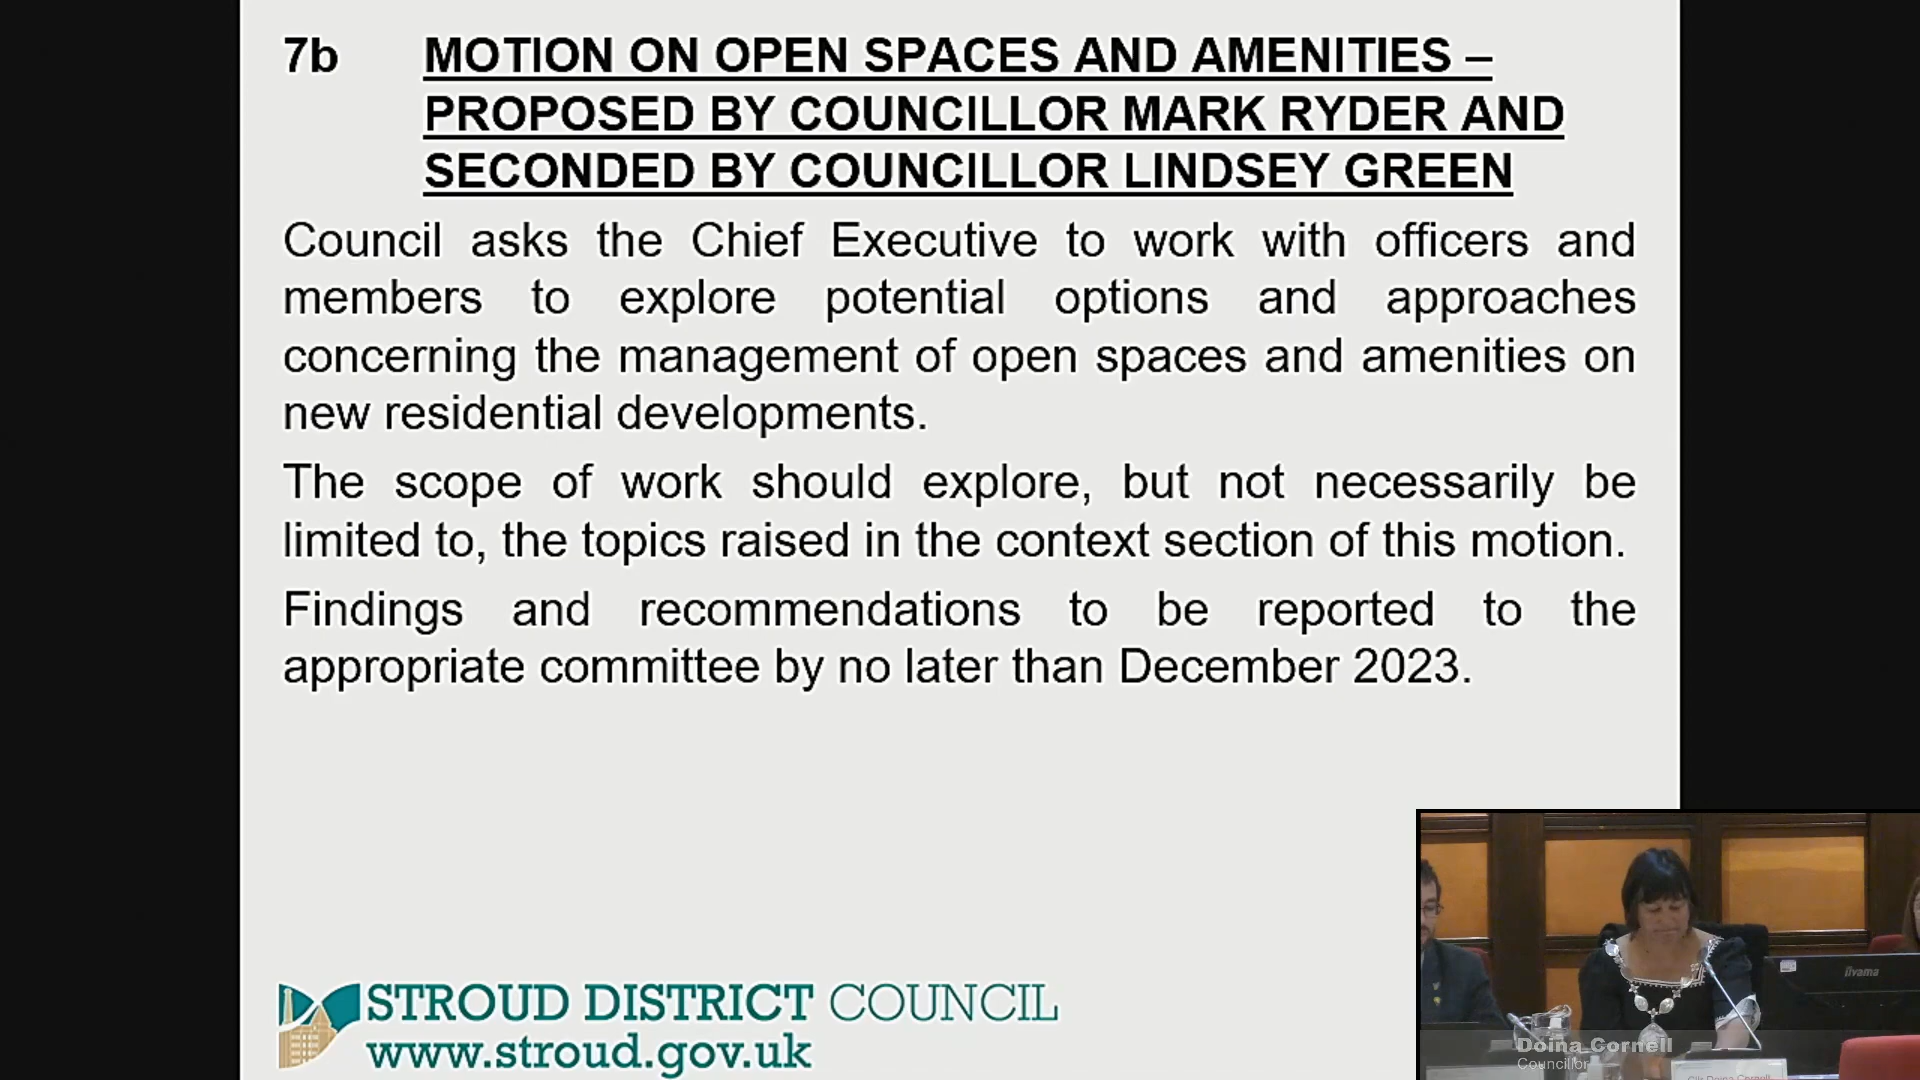 7b MOTION ON OPEN SPACES AND AMENITIES –
PROPOSED BY COUNCILLOR MARK RYDER AND
SECONDED BY COUNCILLOR LINDSEY GREEN
Council asks the Chief Executive to work with officers and
members to explore potential options and approaches
concerning the management of open spaces and amenities on
new residential developments.
The scope of work should explore, but not necessarily be
limited to, the topics raised in the context section of this motion.
Findings and recommendations to be reported to the
appropriate committee by no later than December 2023.
STROUD DISTRICT COUNCIL
www.stroud.gov.uk
iiyama
Doina Cornell
Councillor
Cllr Doina Cornell